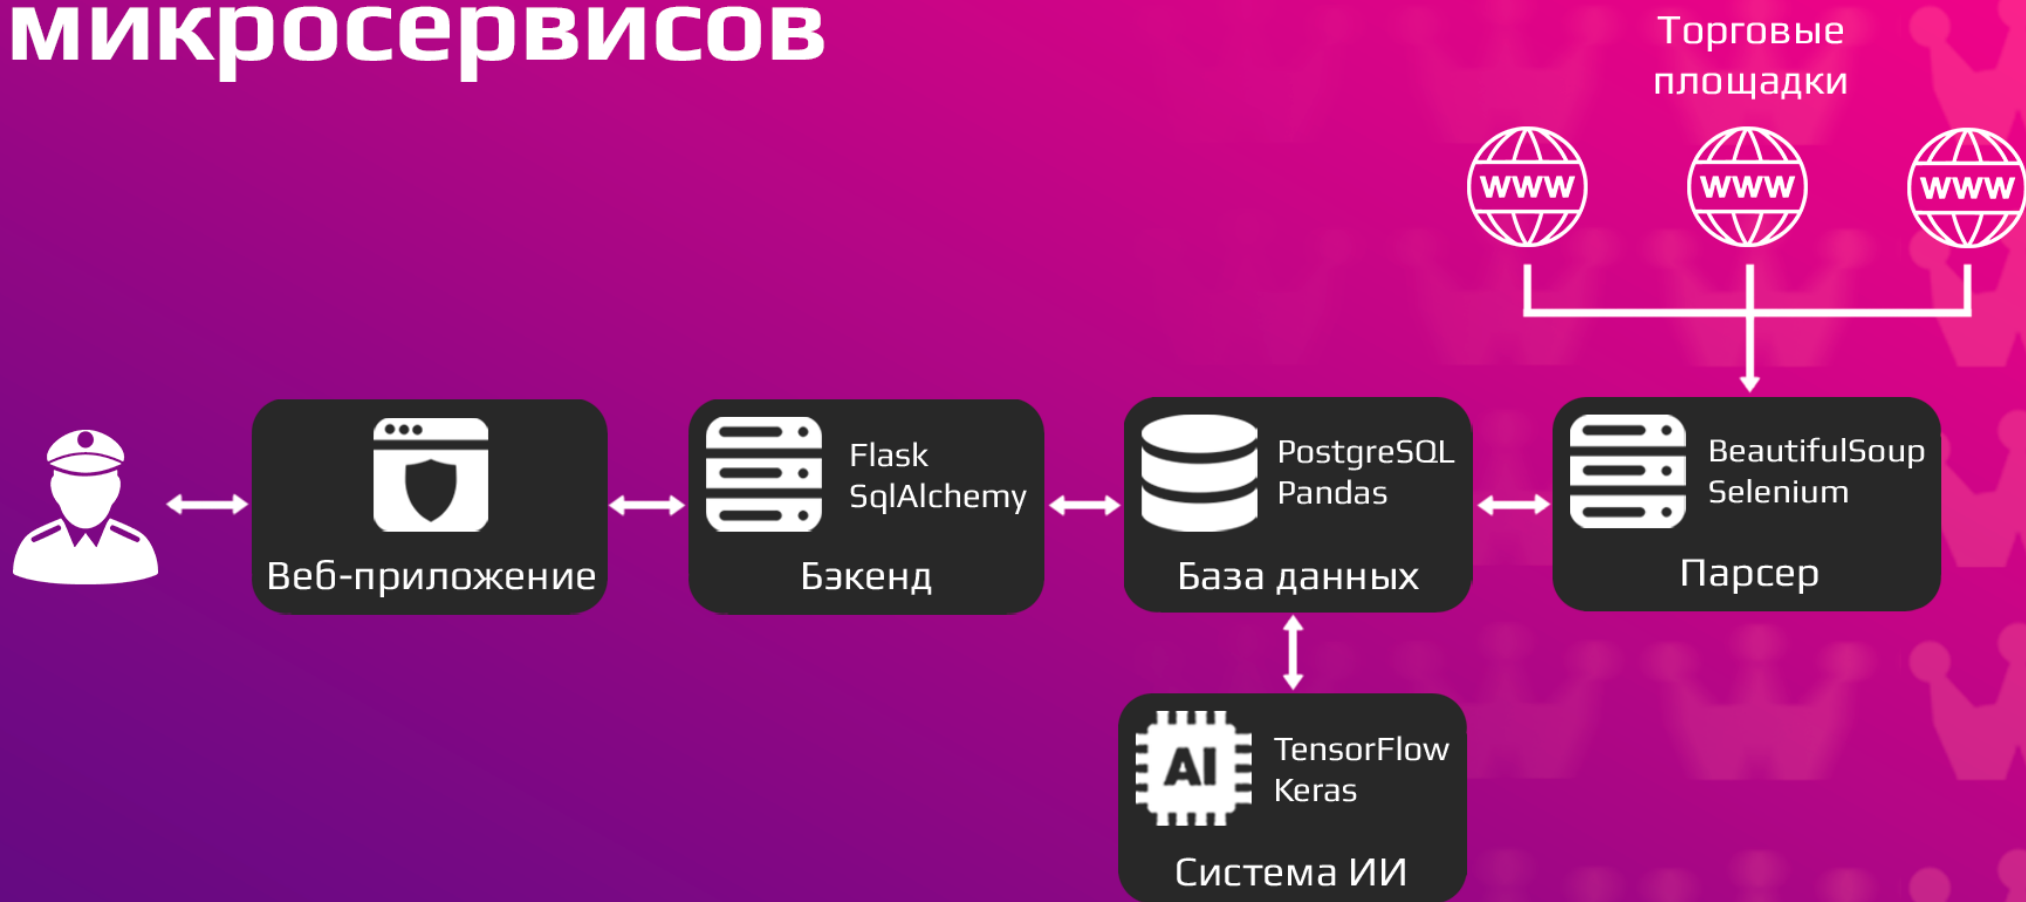 микросервисов
Торговые
площадки
www
www
www
Веб-приложение
Flask
SqlAlchemy
Бэкенд
PostgreSQL
Pandas
База данных
BeautifulSoup
Selenium
Парсер
AI
TensorFlow
Keras
Система ИИ